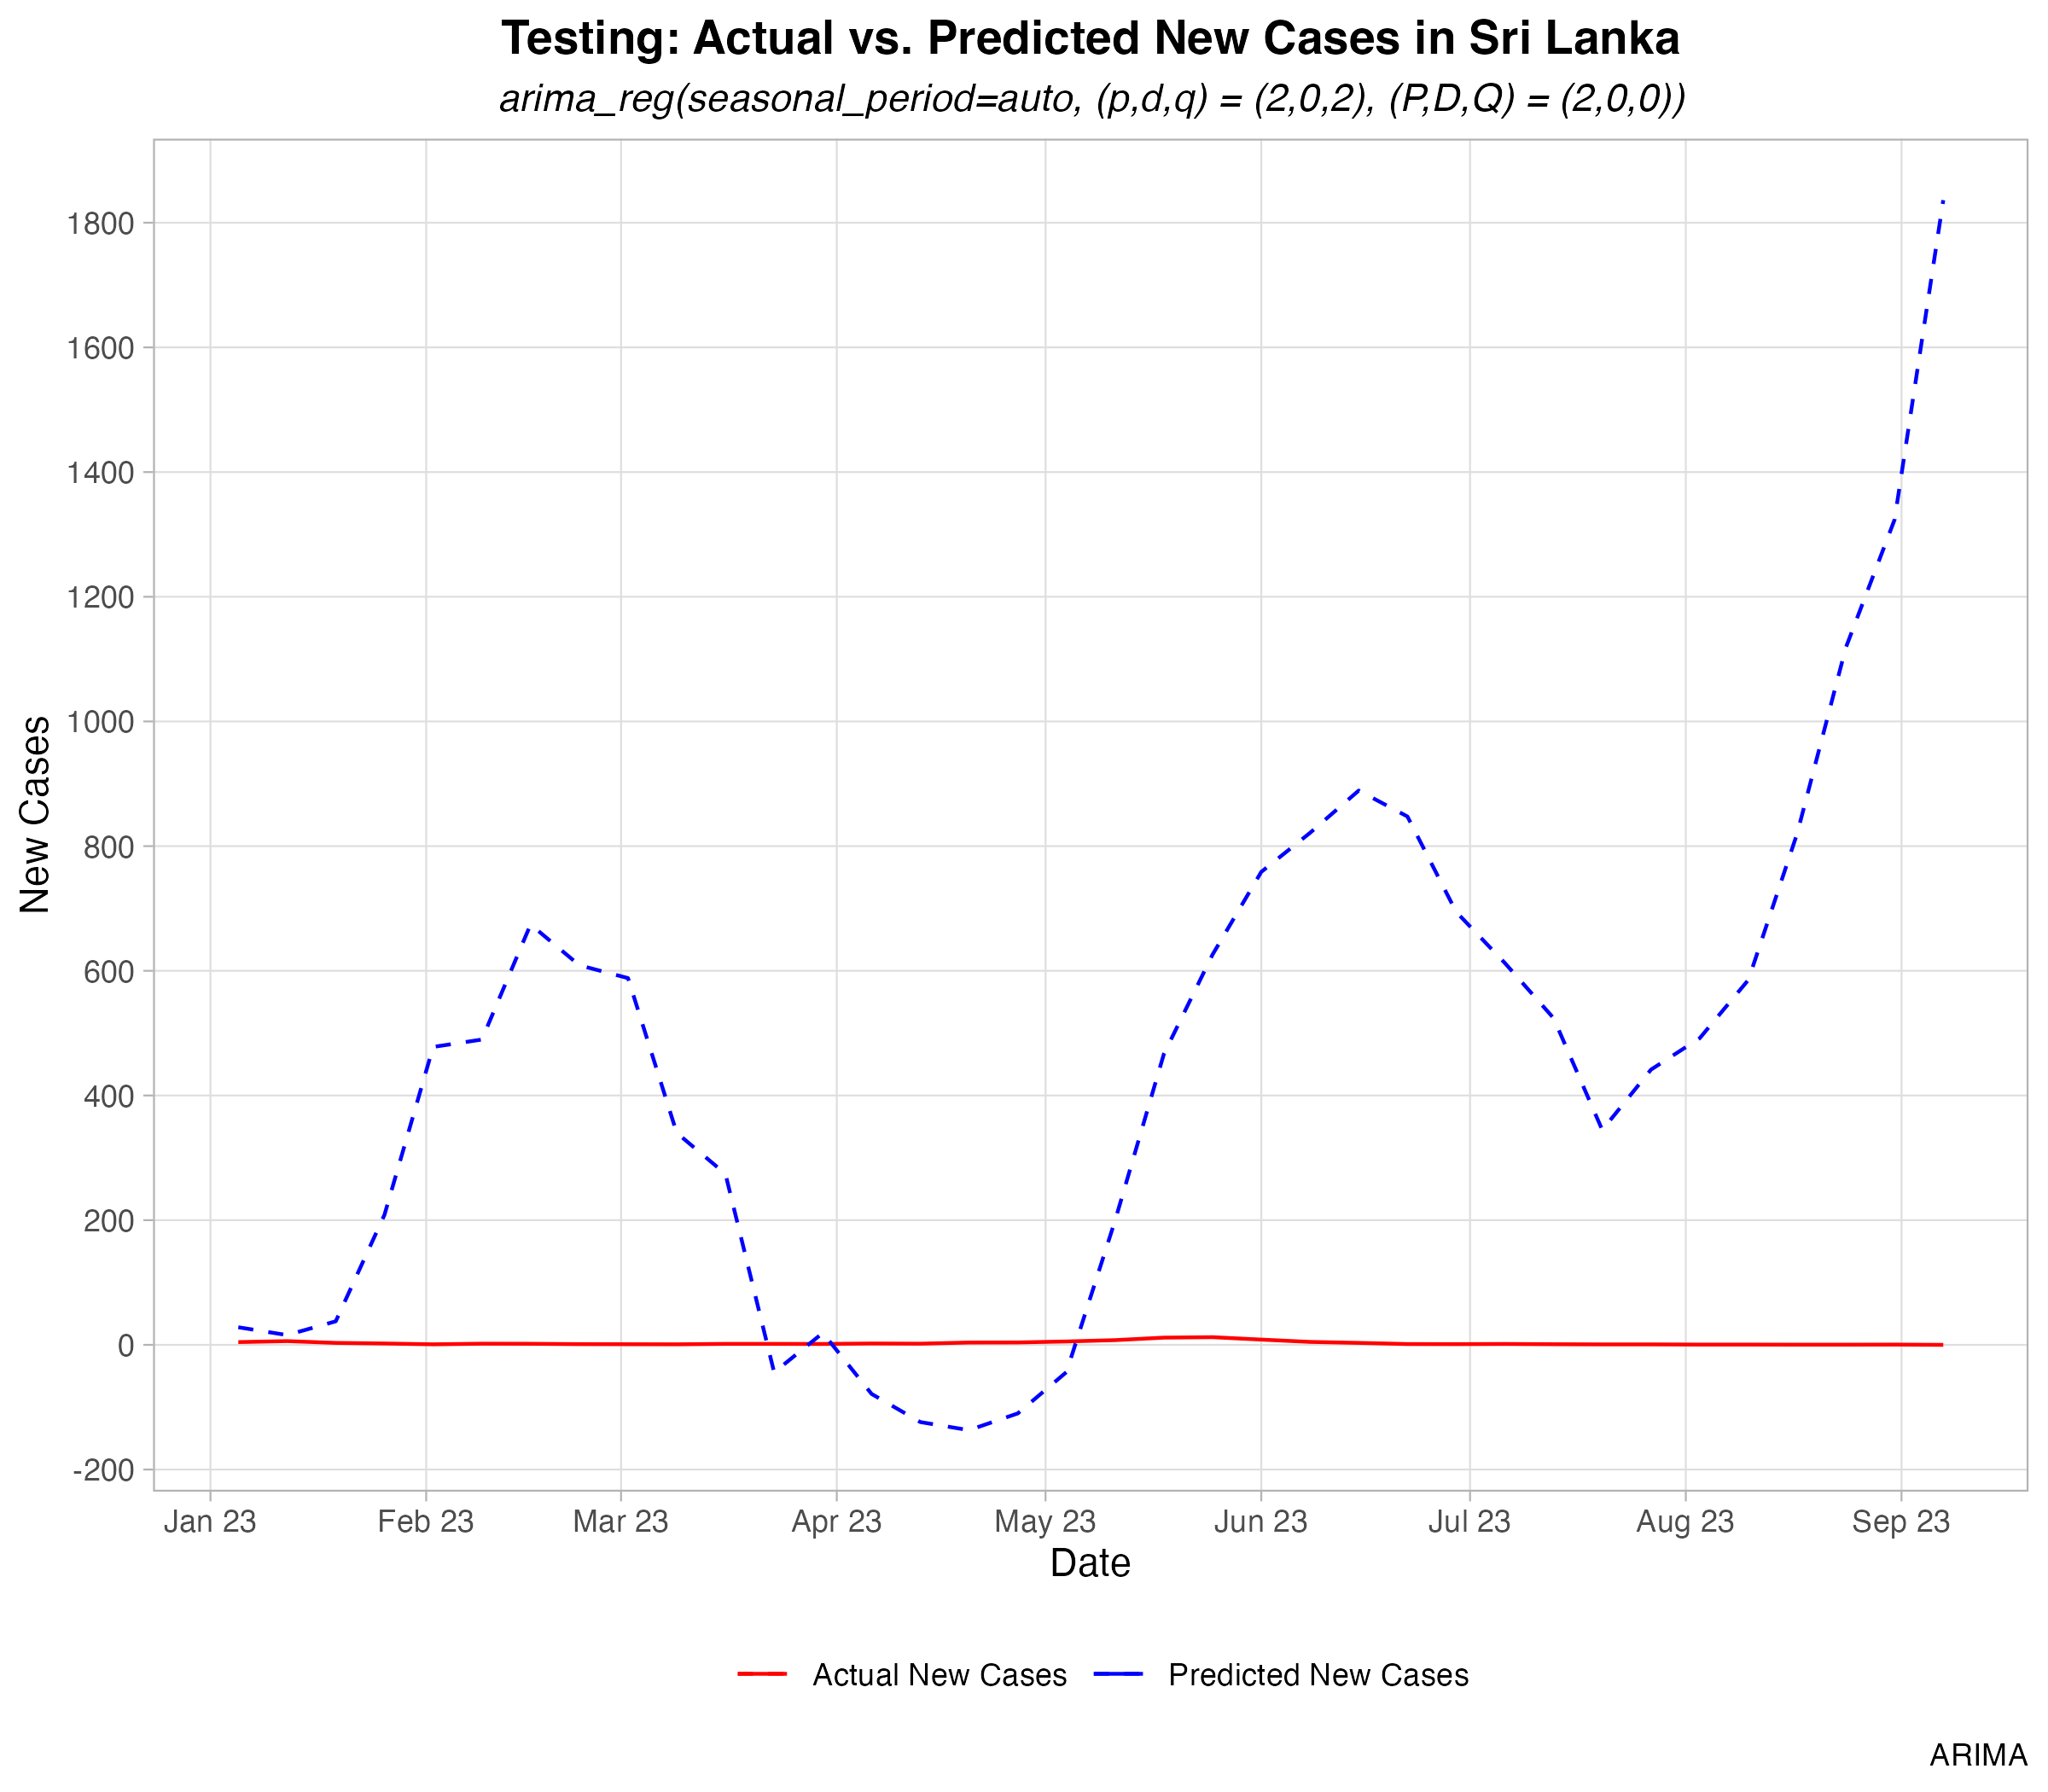 Testing: Actual vs. Predicted New Cases in Sri Lanka
arima_reg(seasonal_period=auto, (p,d,q) = (2,0,2), (P,D,Q) = (2,0,0))
New Cases
1800
1600
1400
1200
1000
800
600
400
200
0
-200
Jan 23 Feb 23 Mar 23 Apr 23 May 23 Jun 23 Jul 23 Aug 23 Sep 23
Date
Actual New Cases Predicted New Cases
ARIMA